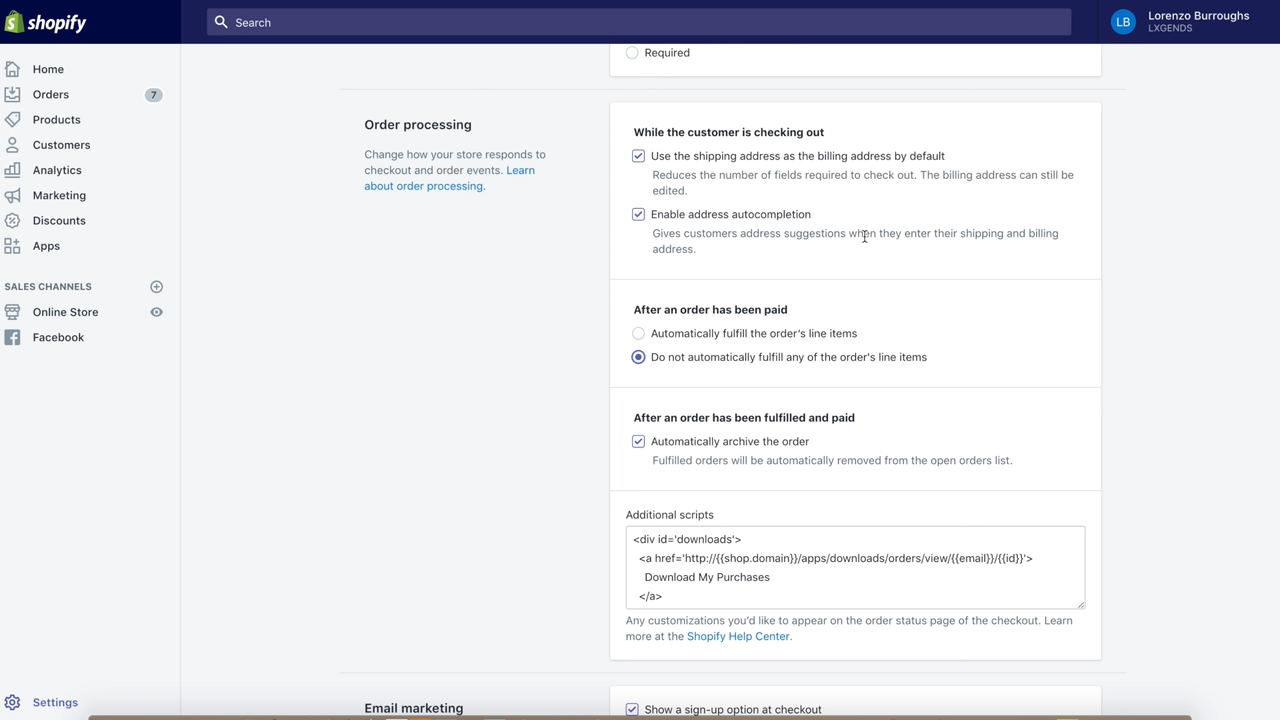 shopify
Search
LB
Lorenzo Burroughs
LXGENDS
Home
Orders
7
Products
Customers
Analytics
Marketing
Discounts
Apps
SALES CHANNELS
Online Store
Facebook
Settings
Required
Order processing
Change how your store responds to
checkout and order events. Learn
about order processing.
While the customer is checking out
Use the shipping address as the billing address by default
Reduces the number of fields required to check out. The billing address can still be
edited.
Enable address autocompletion
Gives customers address suggestions when they enter their shipping and billing
address.
After an order has been paid
Automatically fulfill the order's line items
Do not automatically fulfill any of the order's line items
After an order has been fulfilled and paid
Automatically archive the order
Fulfilled orders will be automatically removed from the open orders list.
Additional scripts
<div id='downloads'>
<a href='http://{{shop.domain}}/apps/downloads/orders/view/{{email}}/{{id}}'>
Download My Purchases
</a>
Any customizations you'd like to appear on the order status page of the checkout. Learn
more at the Shopify Help Center.
Email marketing
Show a sign-up option at checkout